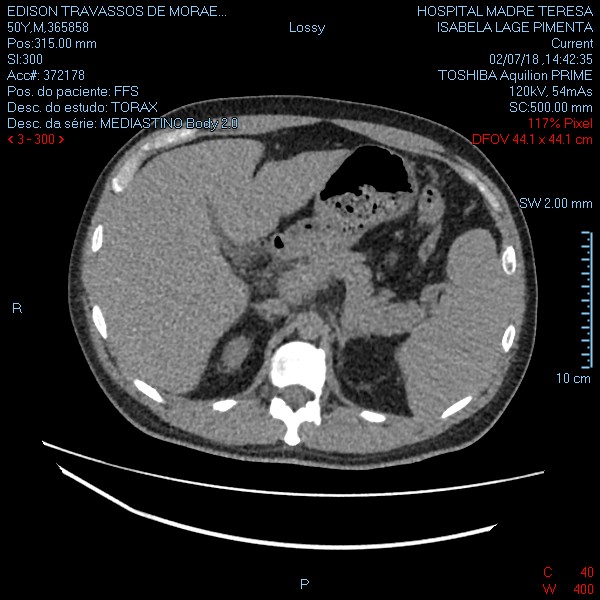 EDISON TRAVASSOS DE MORAE...
50Y,M,365858
Pos:315.00 mm
SI:300
Acc#: 372178
Pos. do paciente: FFS
Desc. do estudo: TORAX
Desc. da série: MEDIASTINO Body 2.0
< 3 - 300 >
Lossy
HOSPITAL MADRE TERESA
ISABELA LAGE PIMENTA
Current
02/07/18 ,14:42:35
TOSHIBA Aquilion PRIME
120kV, 54mAs
SC:500.00 mm
117% Pixel
DFOV 44.1 x 44.1 cm
SW 2.00 mm
R
10 cm
P
C 40
W 400